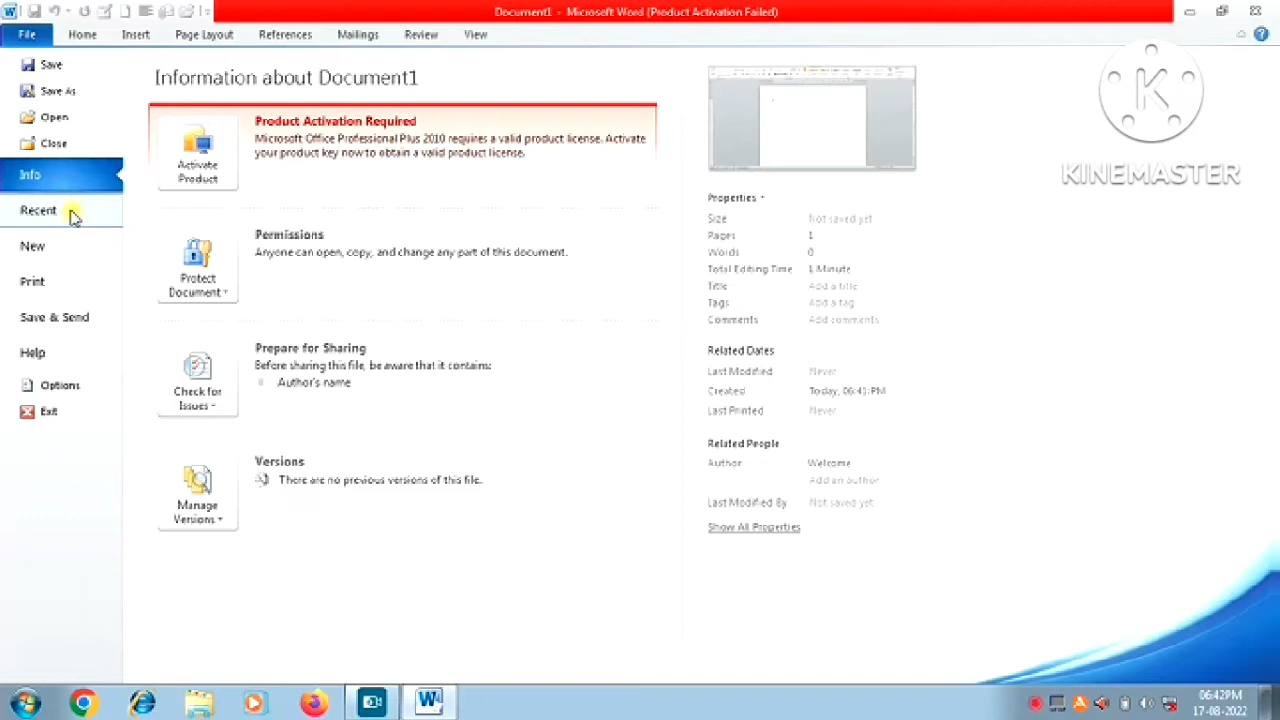 Document1 - Microsoft Word (Product Activation Failed)
File Home Insert Page Layout References Mailings Review View
Save
Save As
Open
Close
Info
Recent
New
Print
Save & Send
Help
Options
Exit
Information about Document1
Activate Product
Product Activation Required
Microsoft Office Professional Plus 2010 requires a valid product license. Activate
your product key now to obtain a valid product license.
Protect Document
Permissions
Anyone can open, copy, and change any part of this document.
Check for Issues
Prepare for Sharing
Before sharing this file, be aware that it contains:
Author's name
Manage Versions
Versions
There are no previous versions of this file.
Properties
Size Not saved yet
Pages 1
Words 0
Total Editing Time 1 Minute
Title Add a title
Tags Add a tag
Comments Add comments
Related Dates
Last Modified Never
Created Today, 06:41 PM
Last Printed Never
Related People
Author Welcome
Add an author
Last Modified By Not saved yet
Show All Properties
K
KINEMASTER
06:42PM
17-08-2022